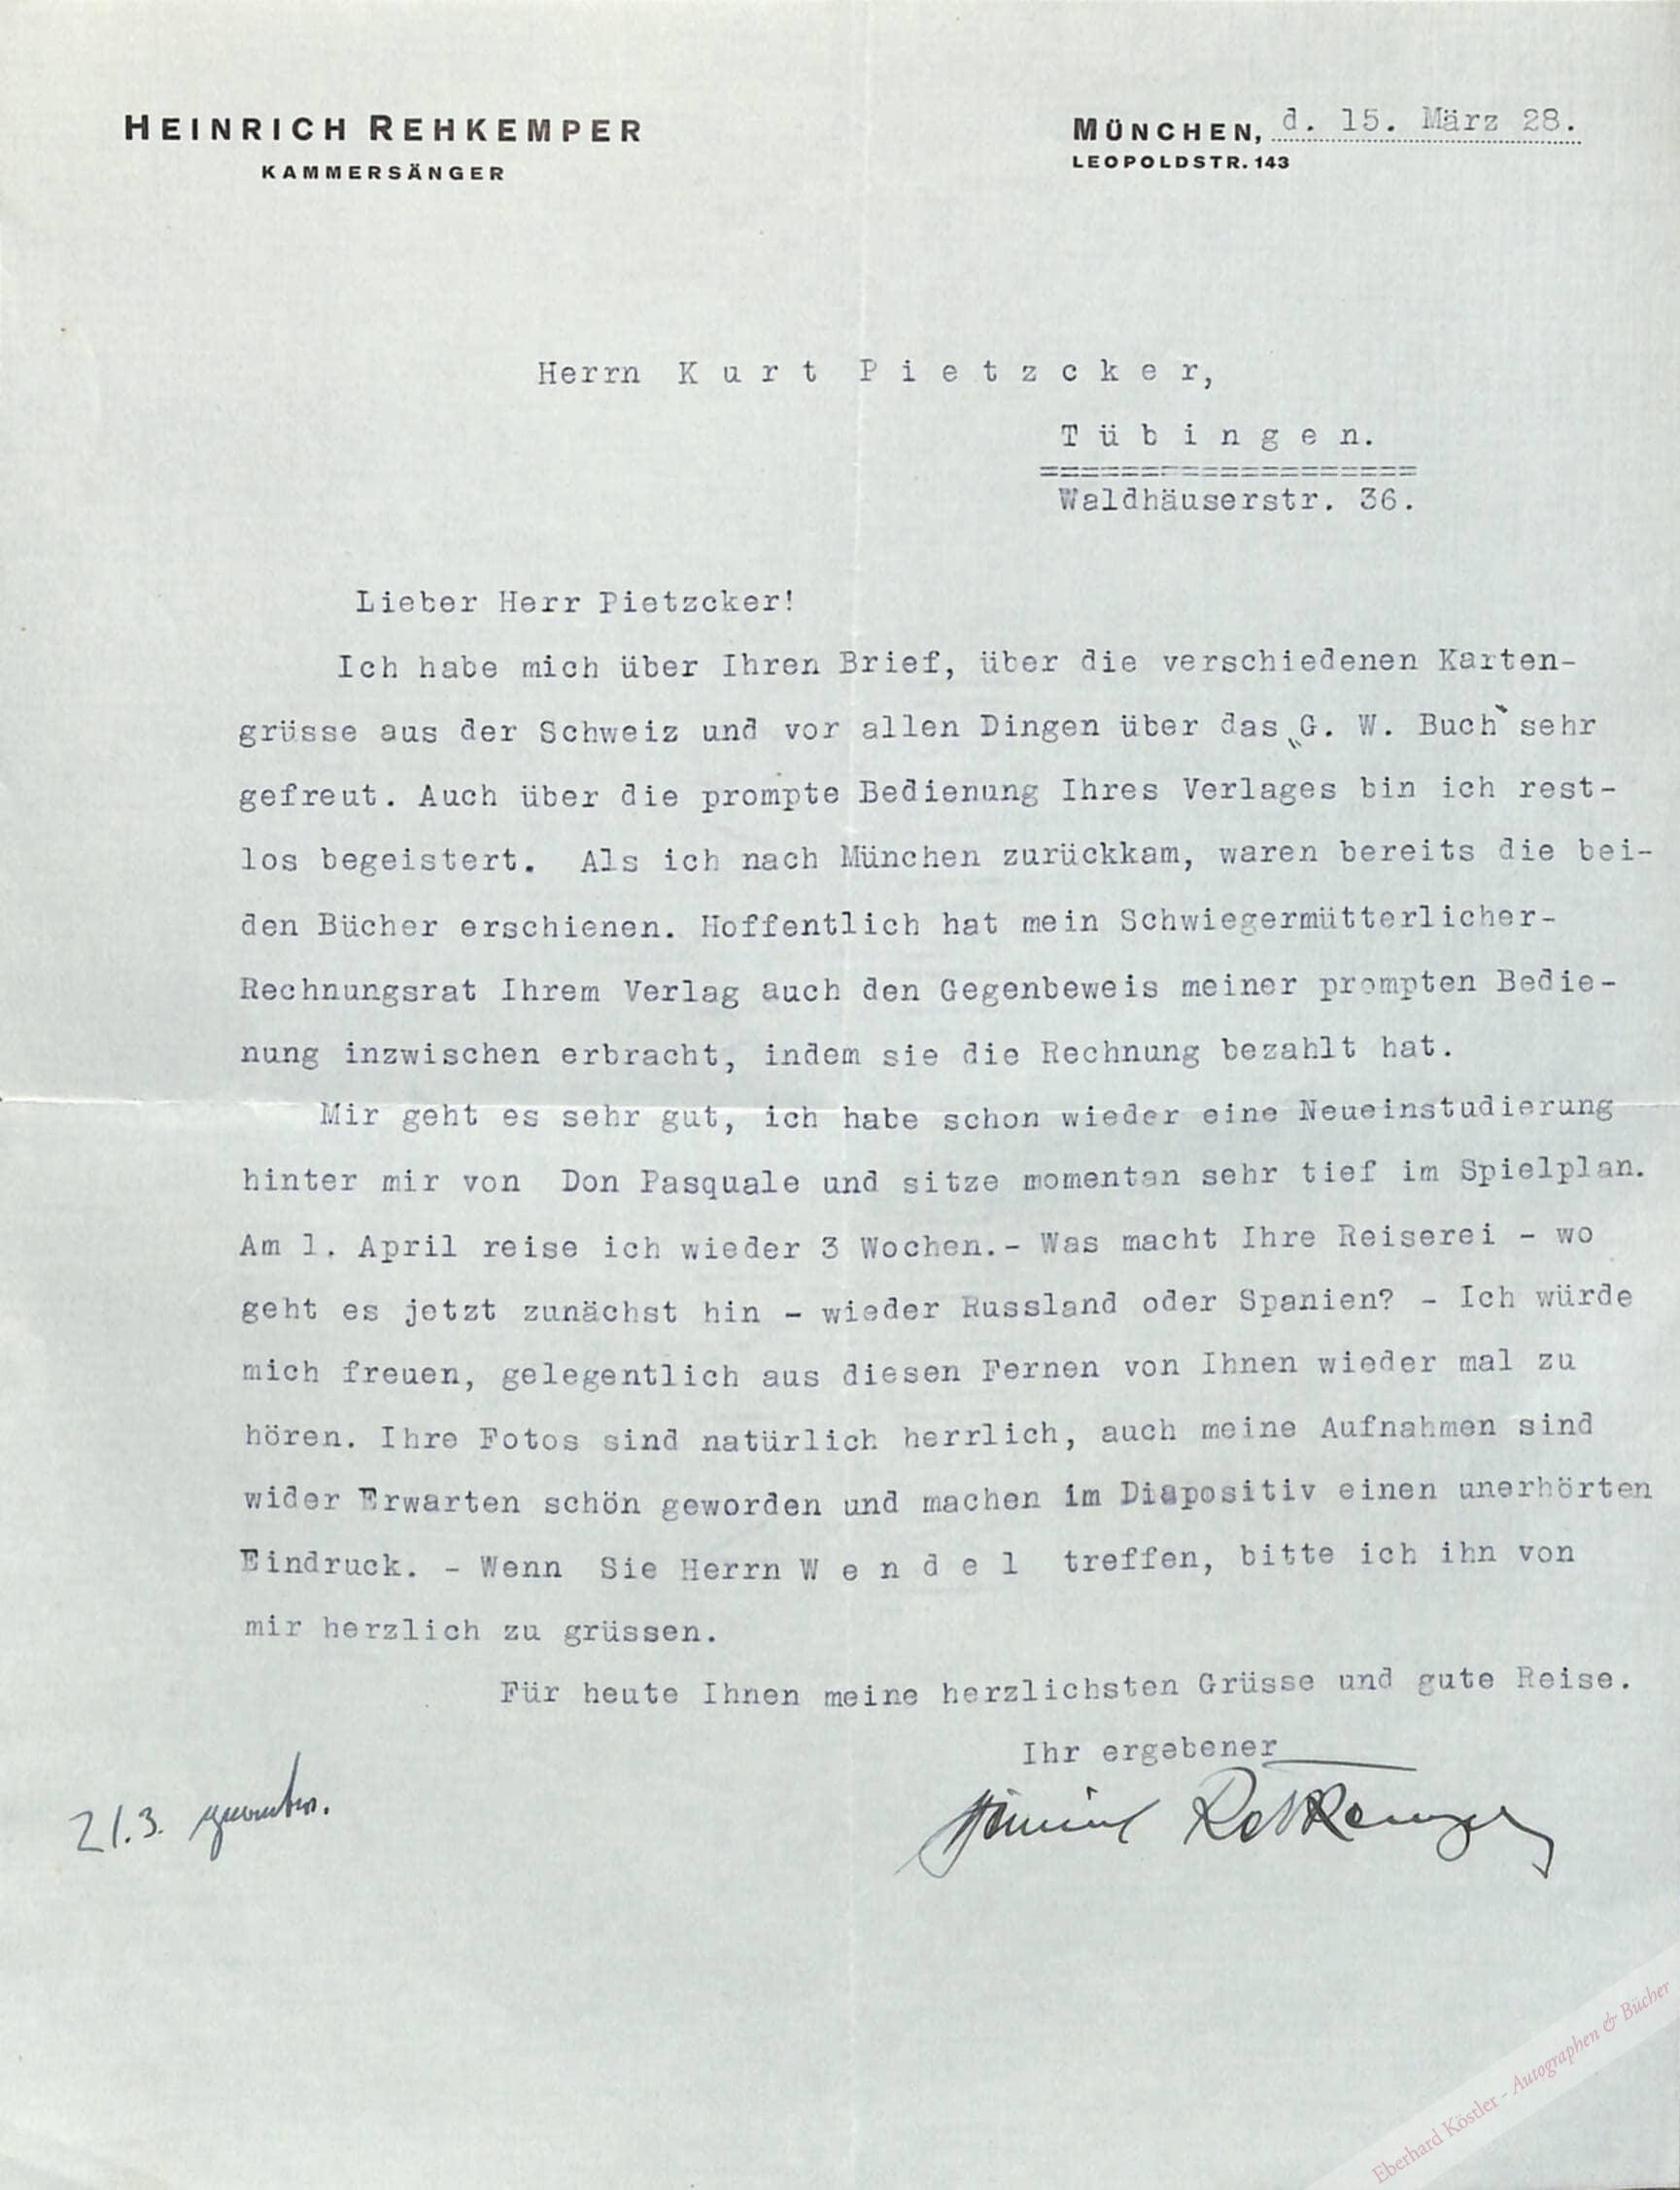 HEINRICH REHKEMPER
KAMMERSÄNGER
MÜNCHEN, d. 15. März 28.
LEOPOLDSTR. 143
Herrn K u r t P i e t z c k e r,
T ü b i n g e n.
===================
Waldhäuserstr. 36.
Lieber Herr Pietzcker!
Ich habe mich über Ihren Brief, über die verschiedenen Karten-
grüsse aus der Schweiz und vor allen Dingen über das „G. W. Buch" sehr
gefreut. Auch über die prompte Bedienung Ihres Verlages bin ich rest-
los begeistert. Als ich nach München zurückkam, waren bereits die bei-
den Bücher erschienen. Hoffentlich hat mein Schwiegermütterlicher-
Rechnungsrat Ihrem Verlag auch den Gegenbeweis meiner prompten Bedie-
nung inzwischen erbracht, indem sie die Rechnung bezahlt hat.
Mir geht es sehr gut, ich habe schon wieder eine Neueinstudierung
hinter mir von Don Pasquale und sitze momentan sehr tief im Spielplan.
Am 1. April reise ich wieder 3 Wochen.- Was macht Ihre Reiserei - wo
geht es jetzt zunächst hin - wieder Russland oder Spanien? - Ich würde
mich freuen, gelegentlich aus diesen Fernen von Ihnen wieder mal zu
hören. Ihre Fotos sind natürlich herrlich, auch meine Aufnahmen sind
wider Erwarten schön geworden und machen im Diapositiv einen unerhörten
Eindruck. - Wenn Sie Herrn W e n d e l treffen, bitte ich ihn von
mir herzlich zu grüssen.
Für heute Ihnen meine herzlichsten Grüsse und gute Reise.
Ihr ergebener
Heinrich Rehkemper
21.3.
Eberhard Köstler - Autographen & Bücher